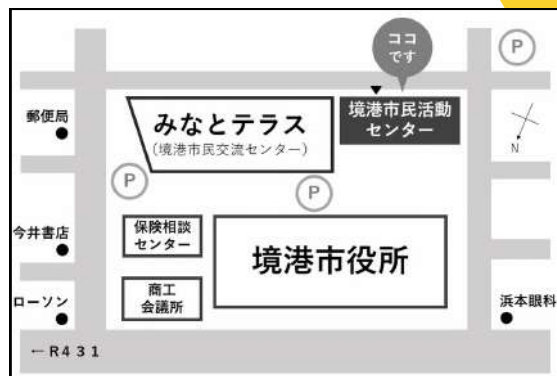 ココ
です
P
郵便局
みなとテラス
(境港市民交流センター)
境港市民活動
センター
N
P
P
今井書店
保険相談
センター
境港市役所
商工
会議所
ローソン
浜本眼科
←R431